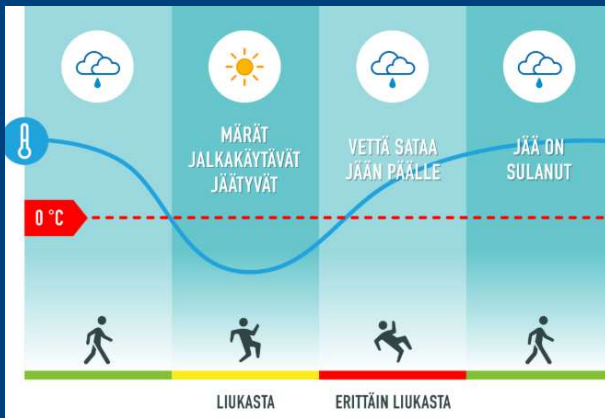 MÄRÄT
JALKAKÄYTÄVÄT
JÄÄTYVÄT
VETTÄ SATAA
JÄÄN PÄÄLLE
JÄÄ ON
SULANUT
0 °C
LIUKASTA
ERITTÄIN LIUKASTA